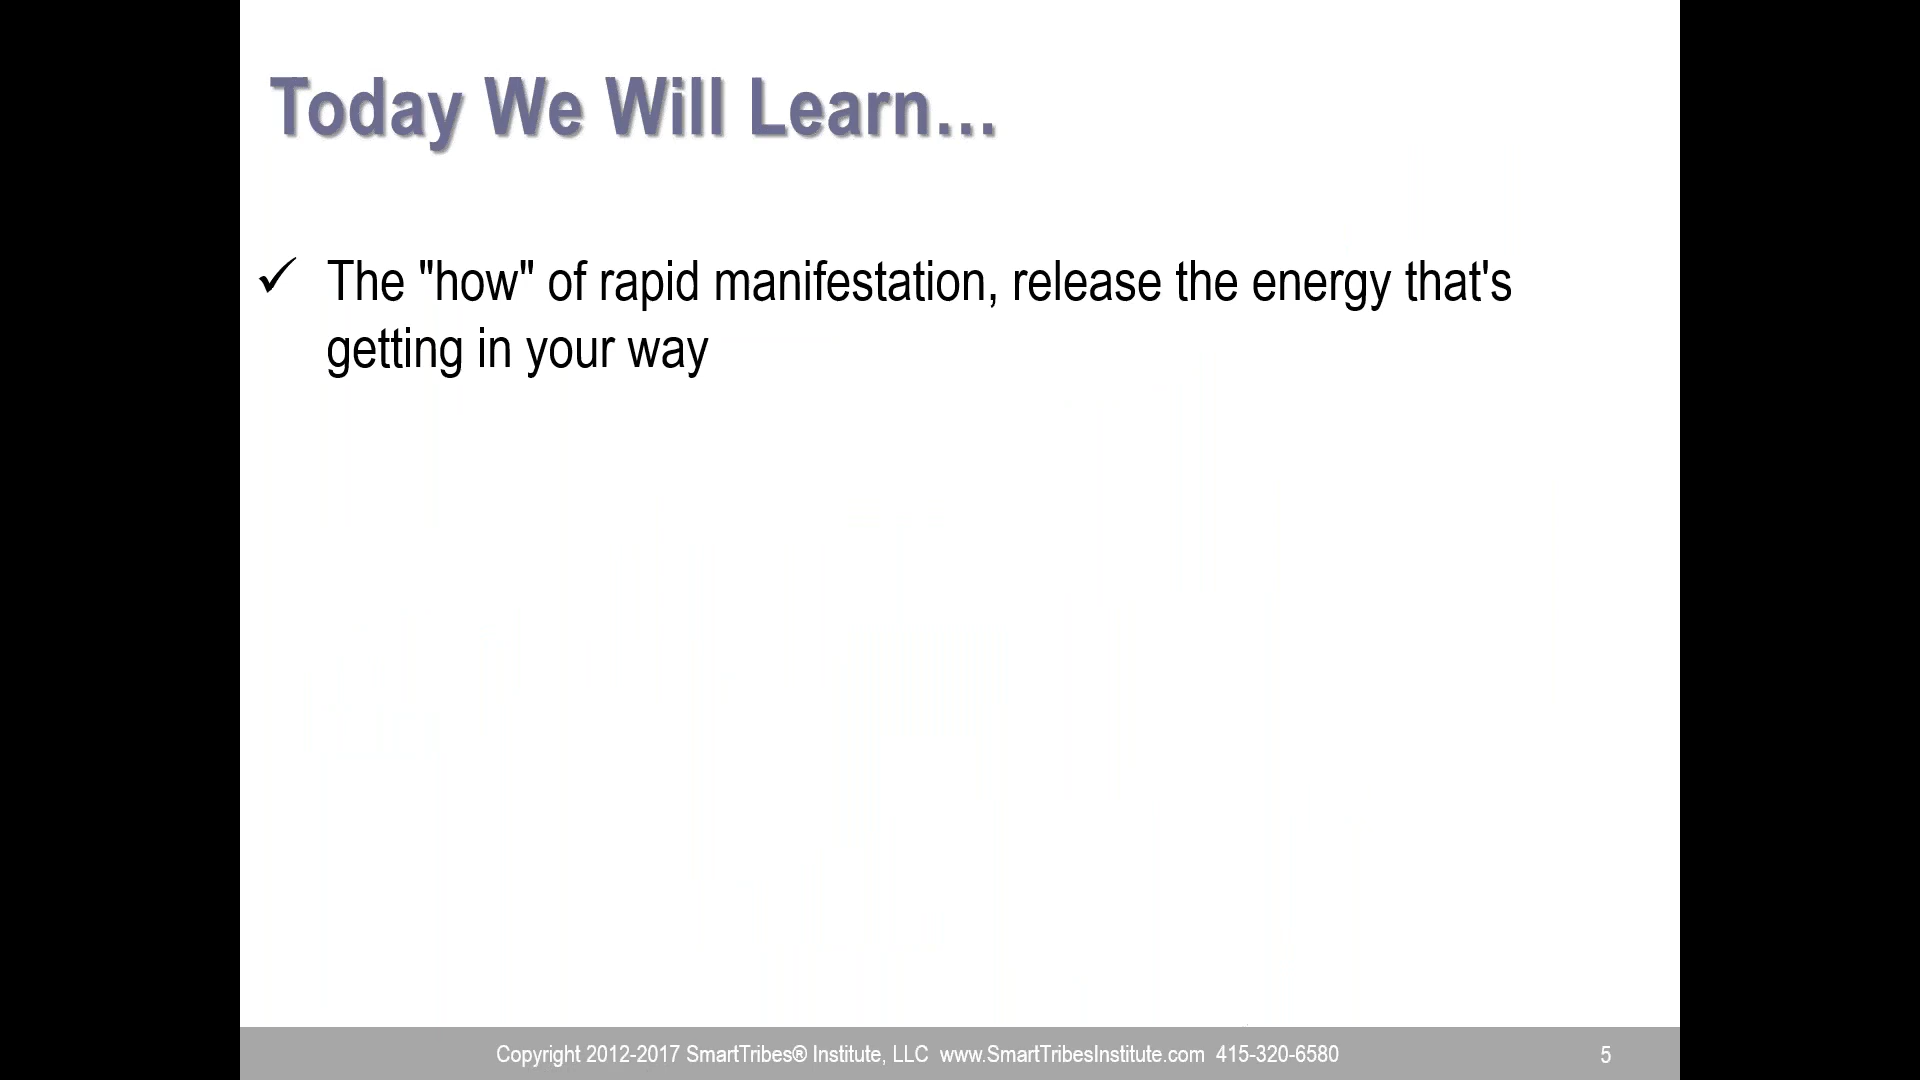 Today We Will Learn...
✓ The "how" of rapid manifestation, release the energy that's
getting in your way
Copyright 2012-2017 SmartTribes® Institute, LLC www.SmartTribesInstitute.com 415-320-6580
5